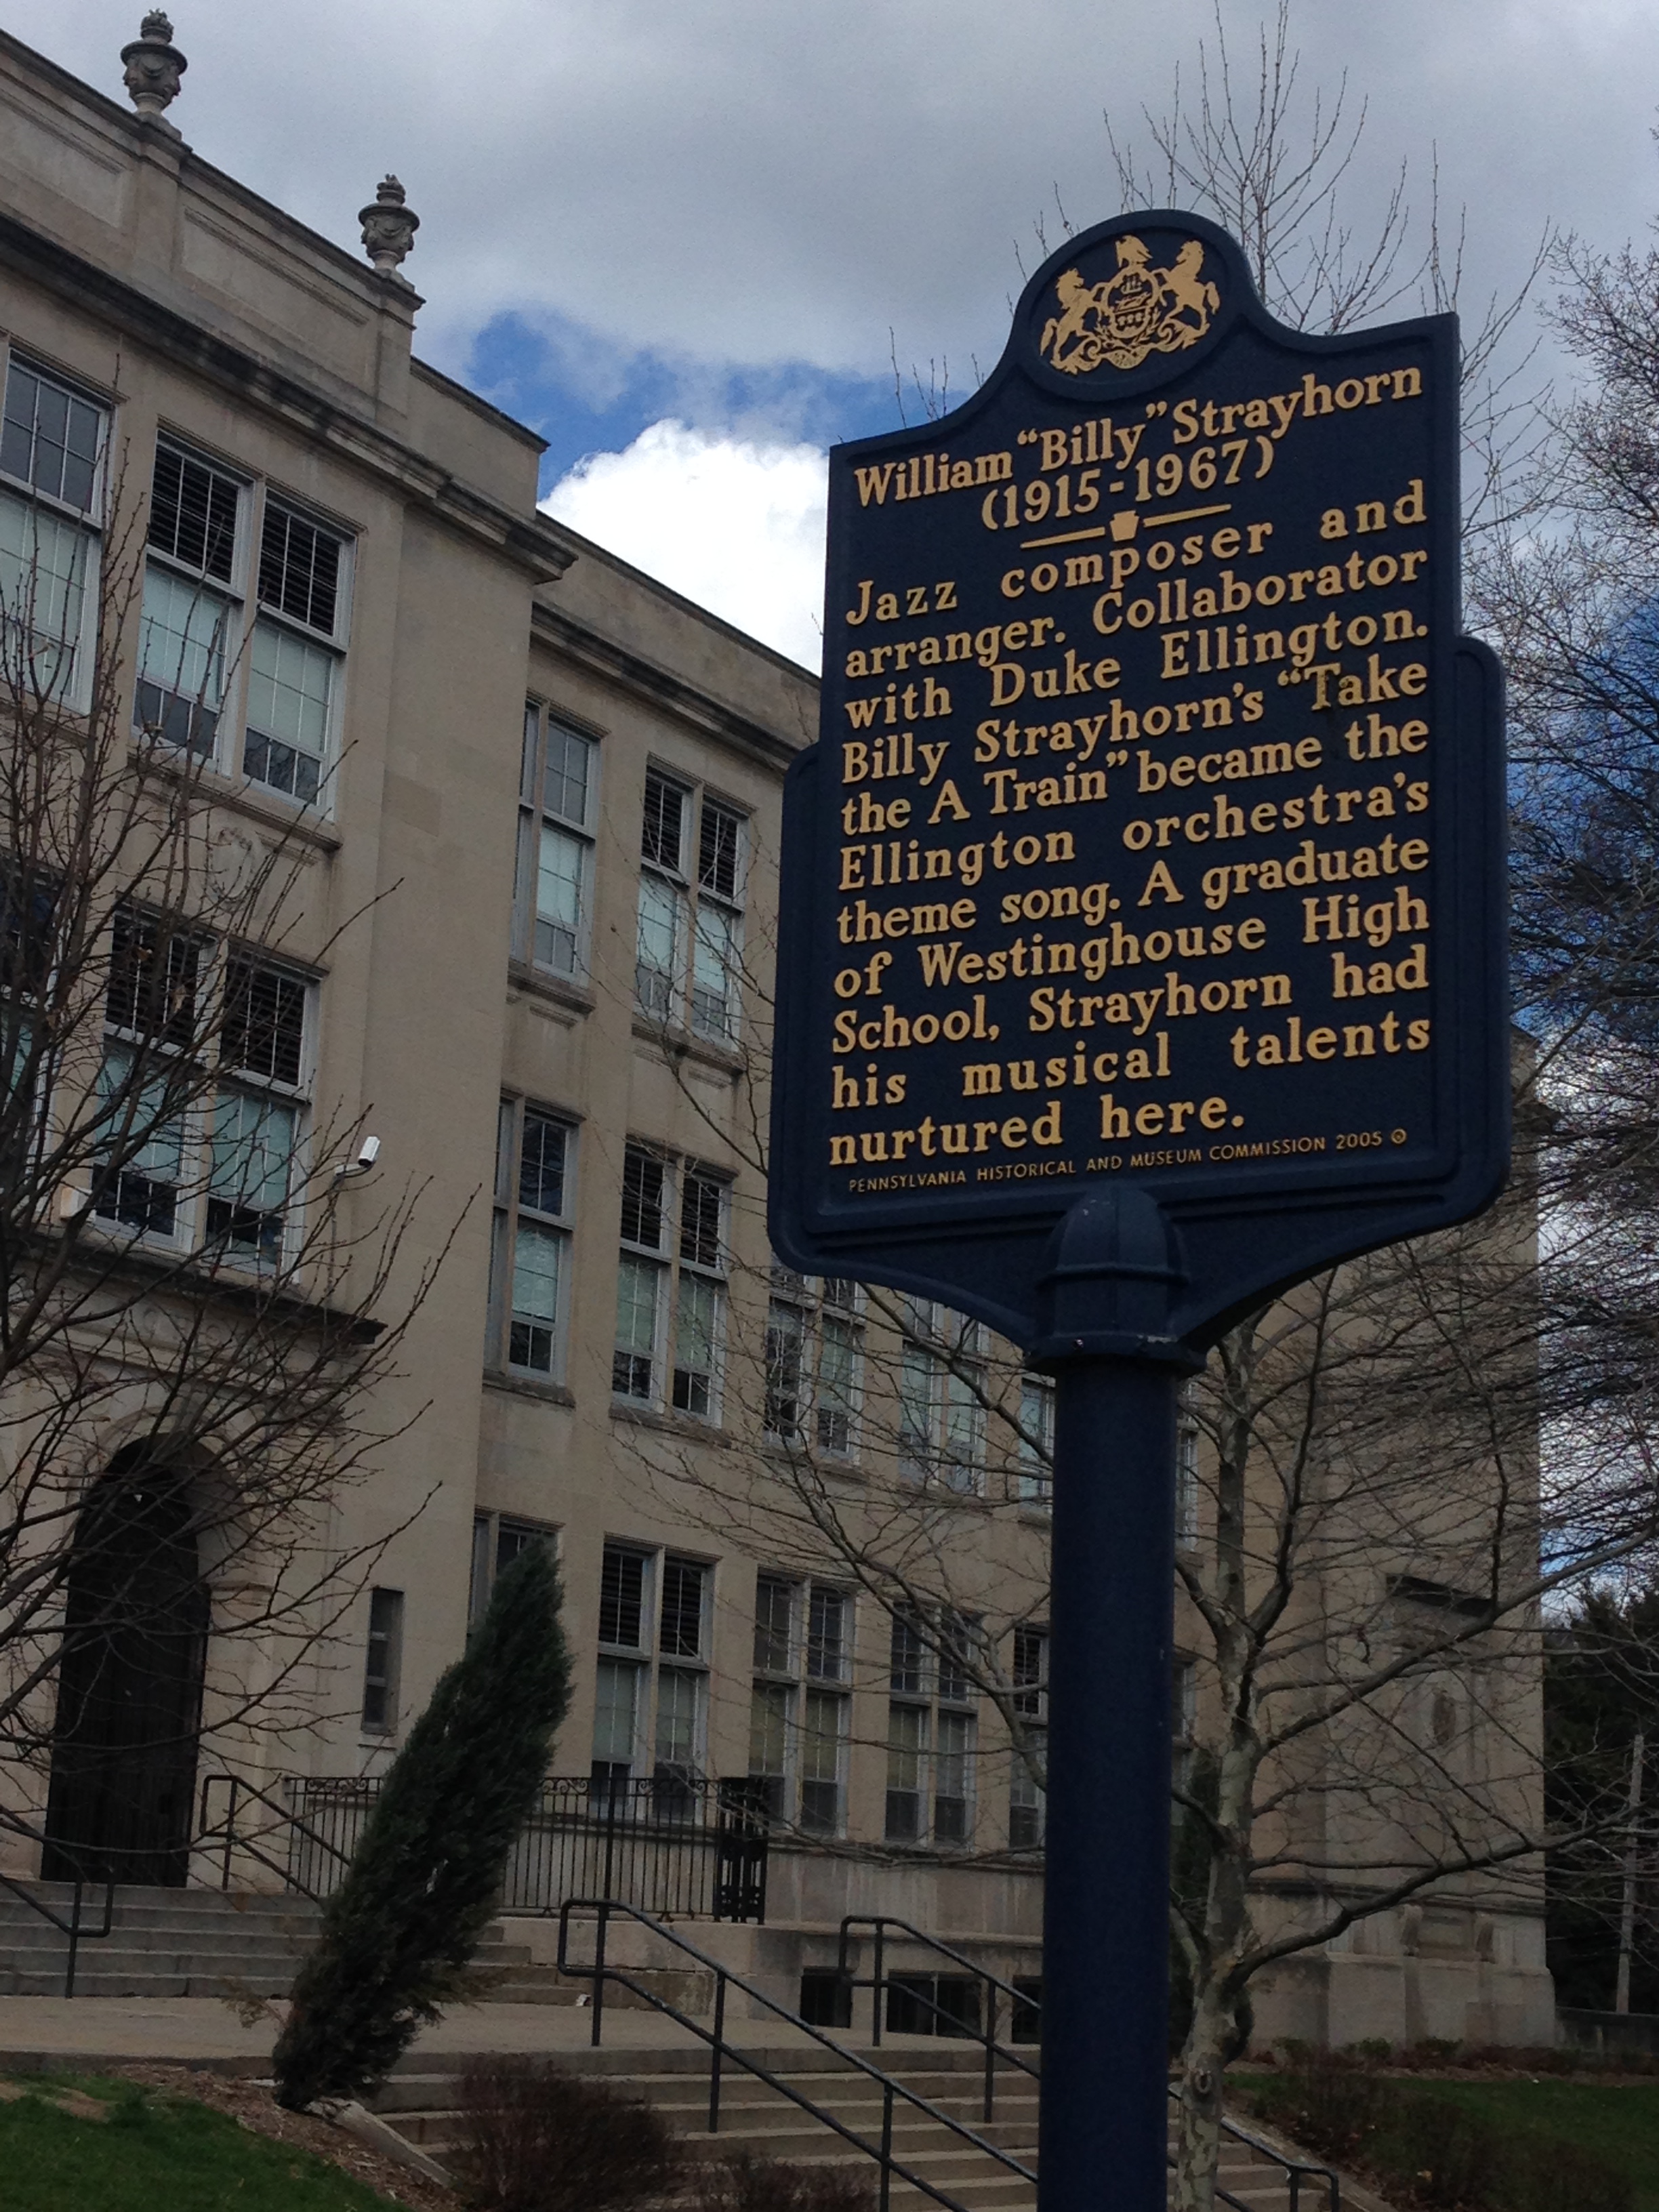 William "Billy" Strayhorn
(1915-1967)
Jazz composer and
arranger. Collaborator
with Duke Ellington.
Billy Strayhorn's "Take
the A Train" became the
Ellington orchestra's
theme song. A graduate
of Westinghouse High
School, Strayhorn had
his musical talents
nurtured here.
PENNSYLVANIA HISTORICAL AND MUSEUM COMMISSION 2005 ©